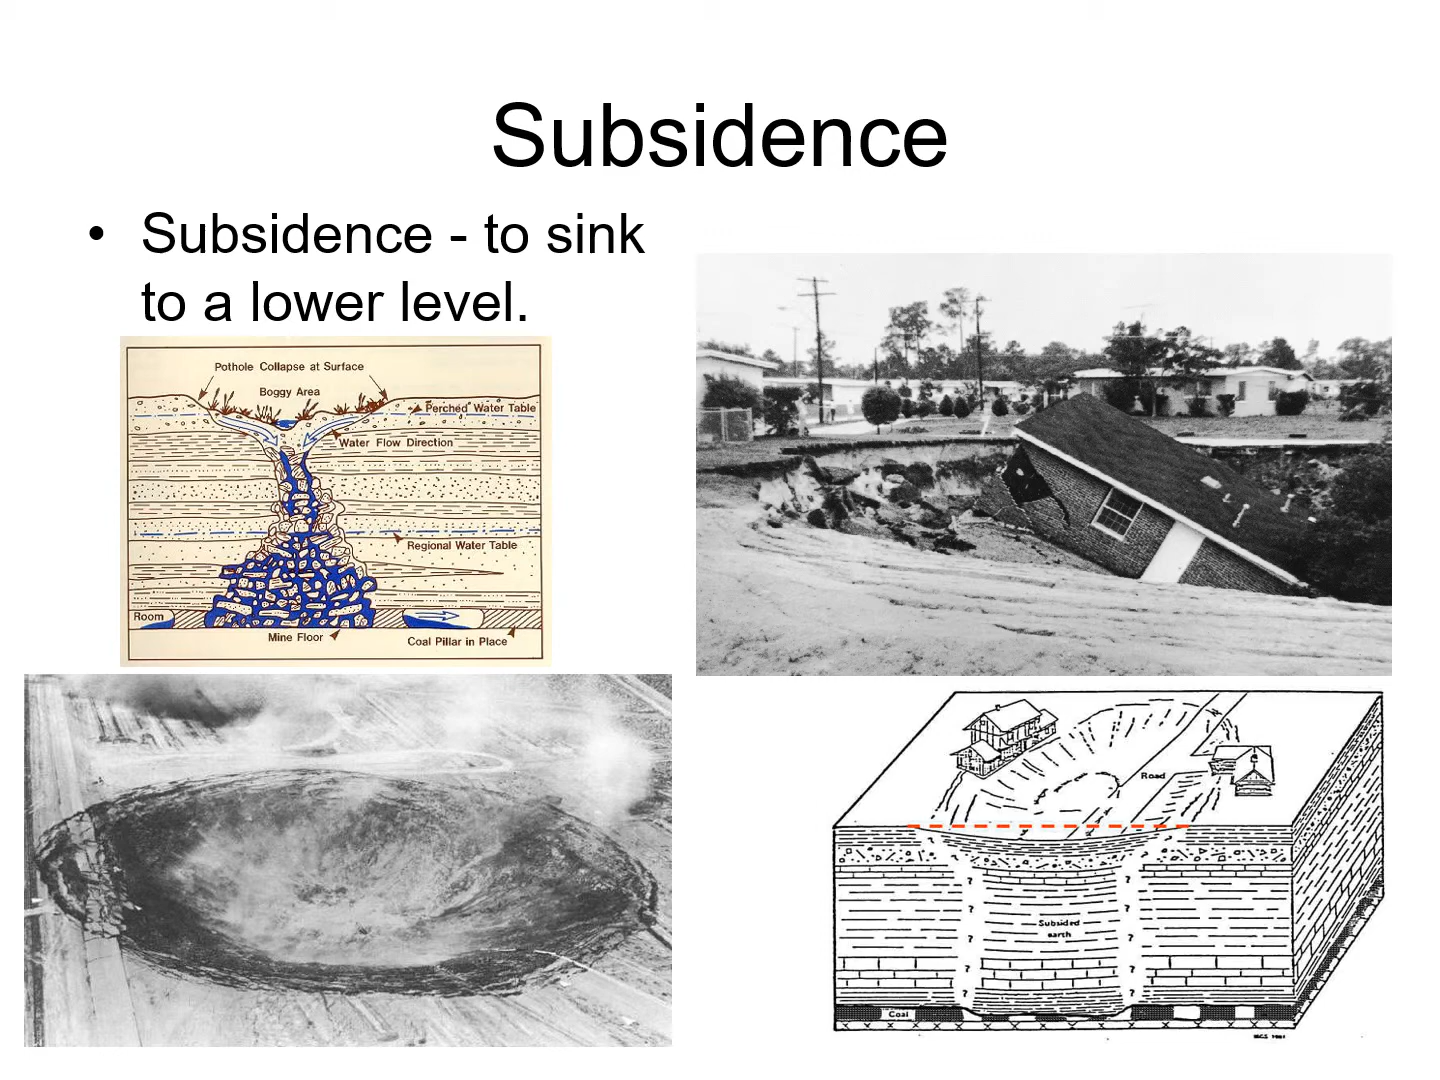 Subsidence
• Subsidence - to sink
to a lower level.
Pothole Collapse at Surface
Boggy Area
Perched Water Table
Water Flow Direction
Regional Water Table
Room
Mine Floor
Coal Pillar in Place
Road
? ?
? ?
Subsided
earth
? ?
? ?
? ?
Coal